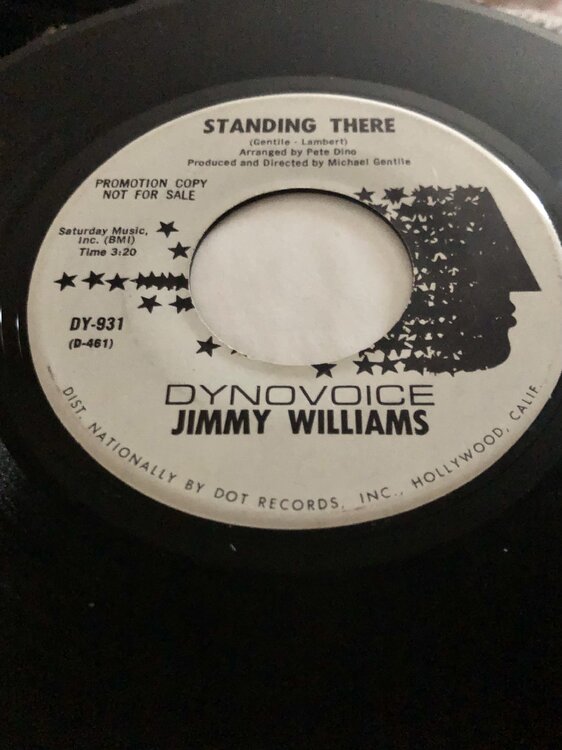 STANDING THERE
(Gentile - Lambert)
Arranged by Pete Dino
Produced and Directed by Michael Gentile
PROMOTION COPY
NOT FOR SALE
Saturday Music,
Inc. (BMI)
Time 3:20
DY-931
(D-461)
DYNOVOICE
JIMMY WILLIAMS
DIST. NATIONALLY BY DOT RECORDS, INC., HOLLYWOOD, CALIF.